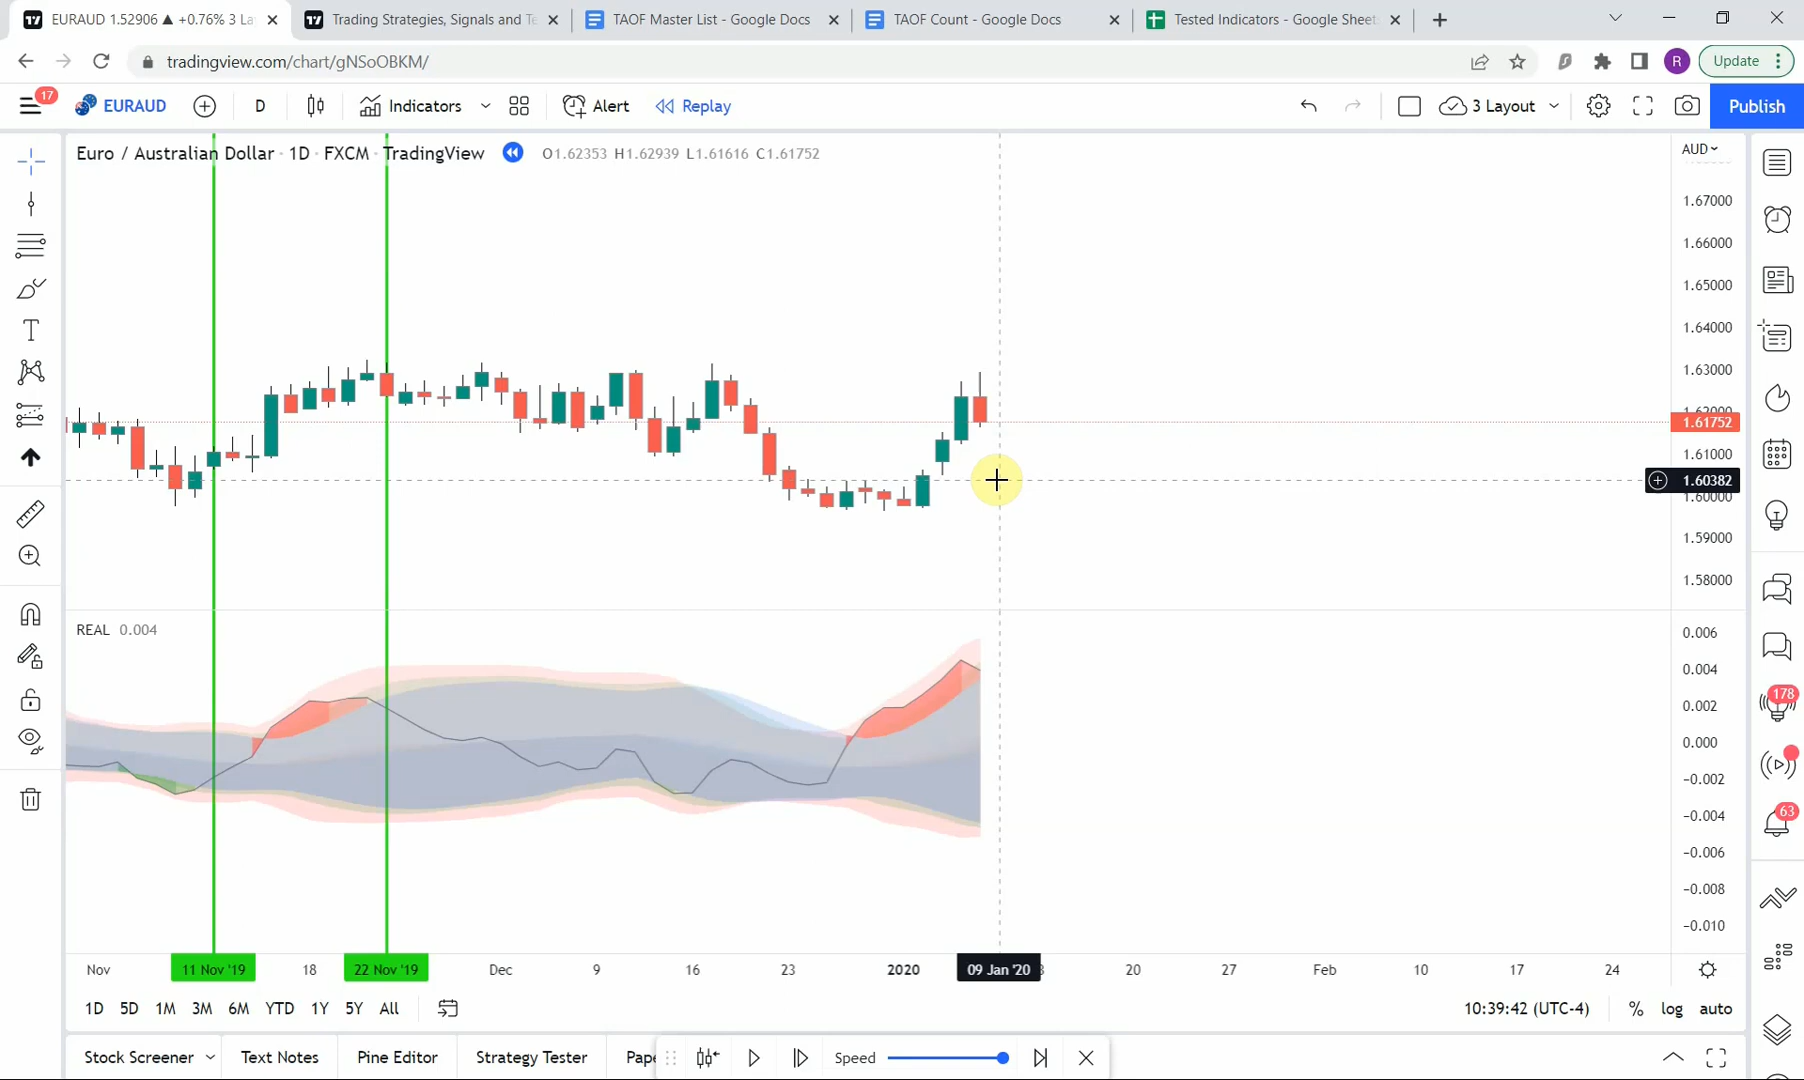 EURAUD 1.52906 ▲ +0.76% 3 La
Trading Strategies, Signals and Te
TAOF Master List - Google Docs
TAOF Count - Google Docs
Tested Indicators - Google Sheet
tradingview.com/chart/gNSoOBKM/
R
Update
17
EURAUD
D
Indicators
Alert
Replay
3 Layout
Publish
Euro / Australian Dollar · 1D · FXCM · TradingView
O1.62353 H1.62939 L1.61616 C1.61752
AUD
1.67000
1.66000
1.65000
1.64000
1.63000
1.62000
1.61752
1.61000
1.60382
1.60000
1.59000
1.58000
REAL 0.004
0.006
0.004
0.002
0.000
−0.002
−0.004
−0.006
−0.008
−0.010
178
63
Nov
11 Nov '19
18
22 Nov '19
Dec
9
16
23
2020
09 Jan '20
20
27
Feb
10
17
24
1D 5D 1M 3M 6M YTD 1Y 5Y All
10:39:42 (UTC-4)
% log auto
Stock Screener
Text Notes
Pine Editor
Strategy Tester
Pape
Speed